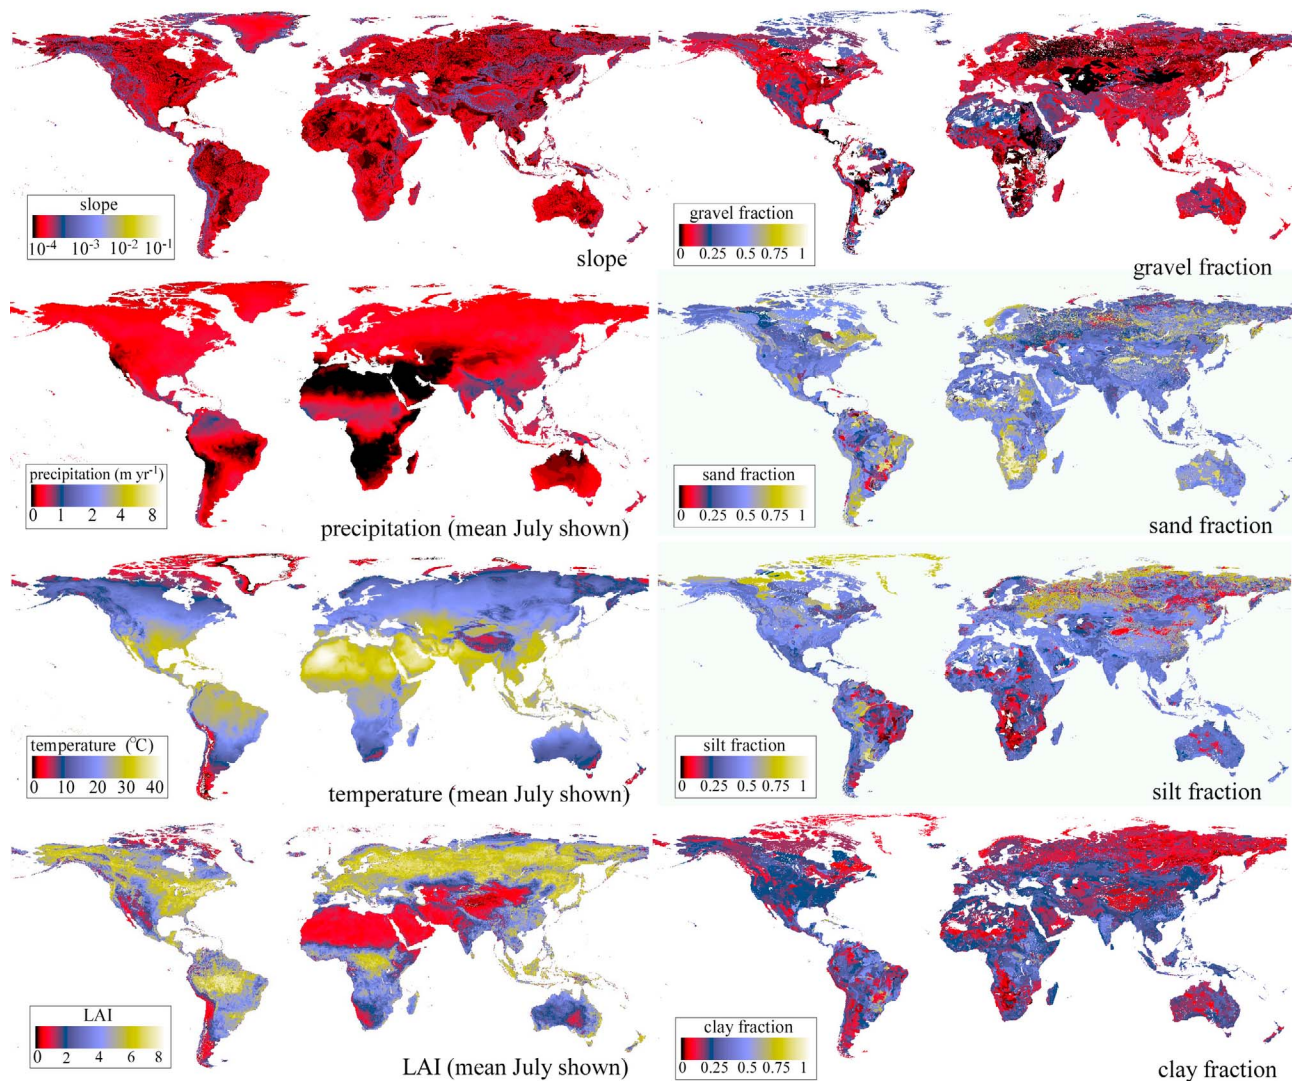 slope
10⁻⁴ 10⁻³ 10⁻² 10⁻¹
slope
gravel fraction
0 0.25 0.5 0.75 1
gravel fraction
precipitation (m yr⁻¹)
0 1 2 4 8
precipitation (mean July shown)
sand fraction
0 0.25 0.5 0.75 1
sand fraction
temperature (°C)
0 10 20 30 40
temperature (mean July shown)
silt fraction
0 0.25 0.5 0.75 1
silt fraction
LAI
0 2 4 6 8
LAI (mean July shown)
clay fraction
0 0.25 0.5 0.75 1
clay fraction